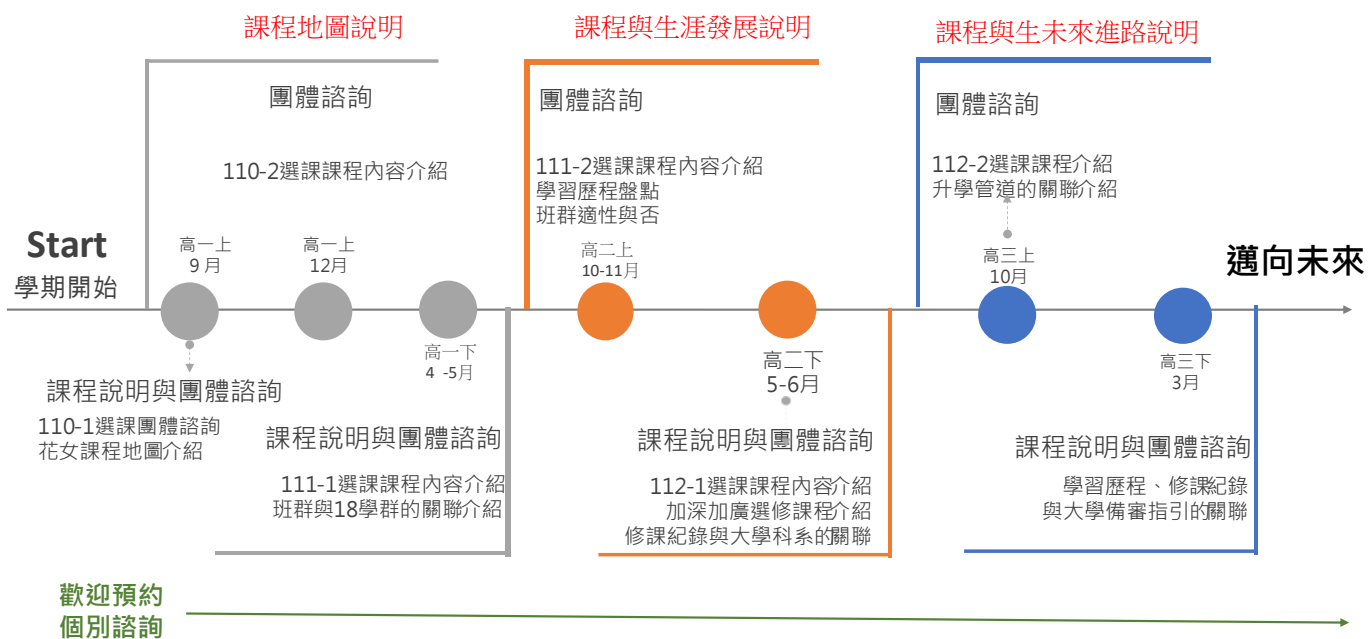 課程地圖說明
課程與生涯發展說明
課程與生未來進路說明
團體諮詢
團體諮詢
團體諮詢
110-2選課課程內容介紹
111-2選課課程內容介紹
學習歷程盤點
班群適性與否
112-2選課課程介紹
升學管道的關聯介紹
Start
學期開始
高一上
9 月
高一上
12月
高二上
10-11月
高三上
10月
邁向未來
高一下
4 -5月
高二下
5-6月
高三下
3月
課程說明與團體諮詢
110-1選課團體諮詢
花女課程地圖介紹
課程說明與團體諮詢
111-1選課課程內容介紹
班群與18學群的關聯介紹
課程說明與團體諮詢
112-1選課課程內容介紹
加深加廣選修課程介紹
修課紀錄與大學科系的關聯
課程說明與團體諮詢
學習歷程、修課紀錄
與大學備審指引的關聯
歡迎預約
個別諮詢